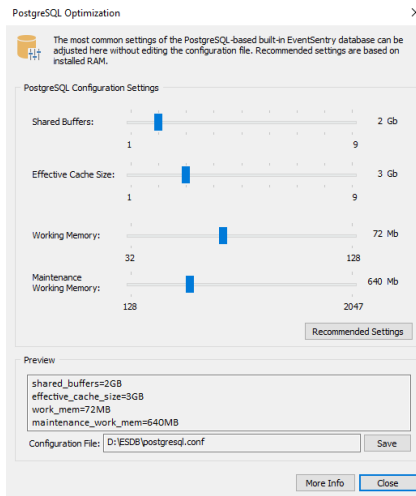 PostgreSQL Optimization
The most common settings of the PostgreSQL-based built-in EventSentry database can be
adjusted here without editing the configuration file. Recommended settings are based on
installed RAM.
PostgreSQL Configuration Settings
Shared Buffers:
2 Gb
1
9
Effective Cache Size:
3 Gb
1
9
Working Memory:
72 Mb
32
128
Maintenance
Working Memory:
640 Mb
128
2047
Recommended Settings
Preview
shared_buffers=2GB
effective_cache_size=3GB
work_mem=72MB
maintenance_work_mem=640MB
Configuration File:
D:\ESDB\postgresql.conf
Save
More Info
Close